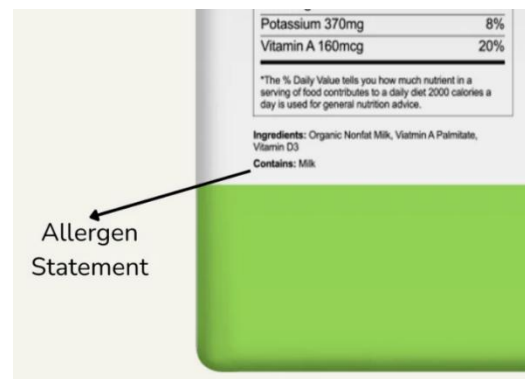 Potassium 370mg 8%
Vitamin A 160mcg 20%
*The % Daily Value tells you how much nutrient in a
serving of food contributes to a daily diet 2000 calories a
day is used for general nutrition advice.
Ingredients: Organic Nonfat Milk, Viatmin A Palmitate,
Vitamin D3
Contains: Milk
Allergen
Statement